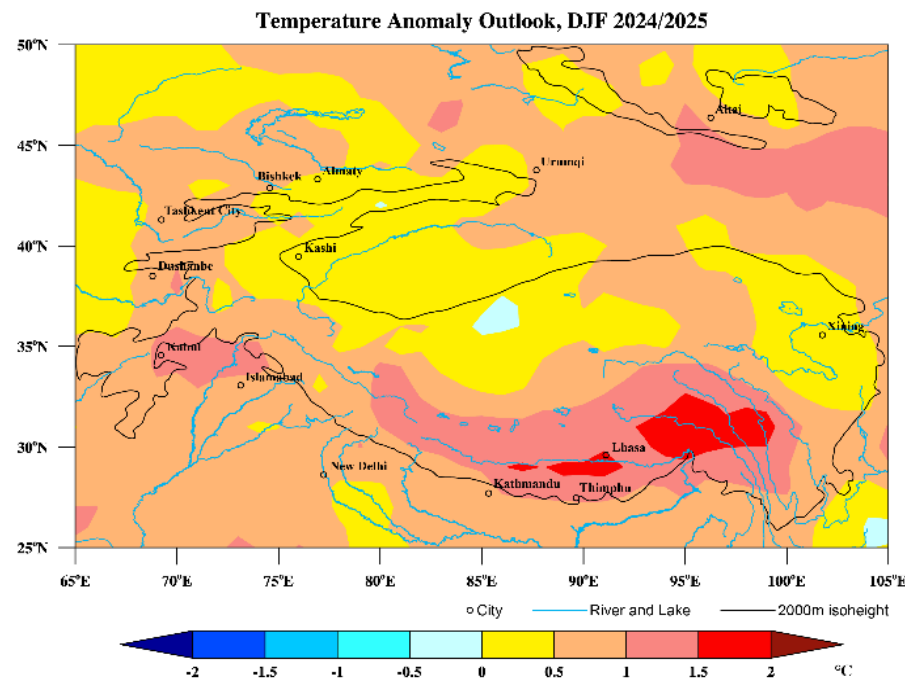 Temperature Anomaly Outlook, DJF 2024/2025
50°N
45°N
40°N
35°N
30°N
25°N
Altai
Urumqi
Bishkek
Almaty
Tashkent City
Kashi
Dushanbe
Xining
Kabul
Islamabad
Lhasa
New Delhi
Kathmandu
Thimphu
65°E 70°E 75°E 80°E 85°E 90°E 95°E 100°E 105°E
City River and Lake 2000m isoheight
-2 -1.5 -1 -0.5 0 0.5 1 1.5 2 °C